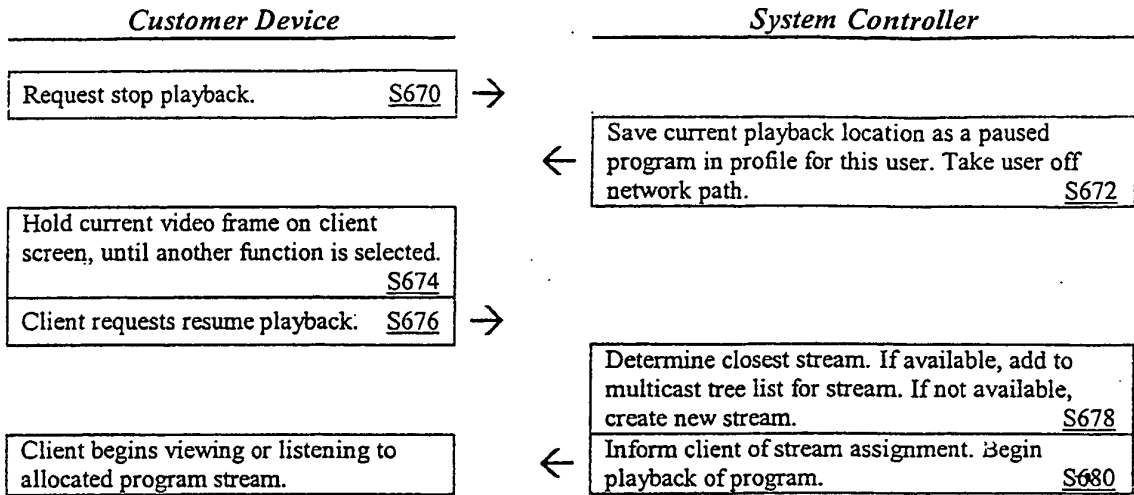 Customer Device
System Controller
Request stop playback. S670
→
Save current playback location as a paused
program in profile for this user. Take user off
network path. S672
←
Hold current video frame on client
screen, until another function is selected.
S674
Client requests resume playback. S676
→
Determine closest stream. If available, add to
multicast tree list for stream. If not available,
create new stream. S678
Inform client of stream assignment. Begin
playback of program. S680
←
Client begins viewing or listening to
allocated program stream.